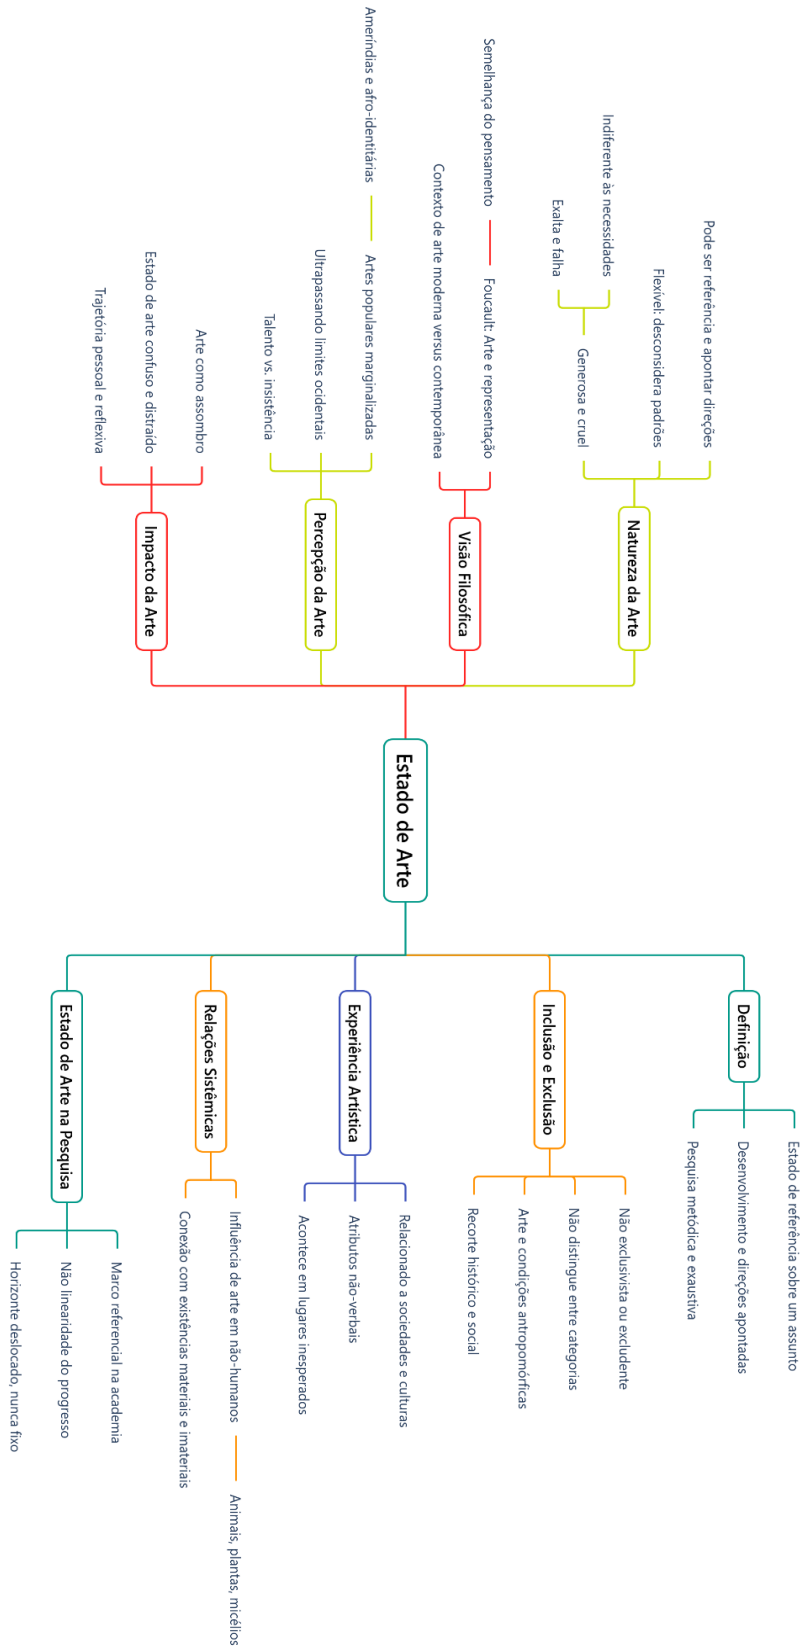 Estado de Arte
Definição
Estado de referência sobre um assunto
Desenvolvimento e direções apontadas
Pesquisa metódica e exaustiva
Inclusão e Exclusão
Não exclusivista ou excludente
Não distingue entre categorias
Arte e condições antropomórficas
Recorte histórico e social
Experiência Artística
Relacionado a sociedades e culturas
Atributos não-verbais
Acontece em lugares inesperados
Relações Sistêmicas
Influência de arte em não-humanos
Animais, plantas, micélios
Conexão com existências materiais e imateriais
Estado de Arte na Pesquisa
Marco referencial na academia
Não linearidade do progresso
Horizonte deslocado, nunca fixo
Natureza da Arte
Pode ser referência e apontar direções
Flexível: desconsidera padrões
Generosa e cruel
Indiferente às necessidades
Exalta e falha
Visão Filosófica
Foucault: Arte e representação
Semelhança do pensamento
Contexto de arte moderna versus contemporânea
Percepção da Arte
Artes populares marginalizadas
Ameríndias e afro-identitárias
Ultrapassando limites ocidentais
Talento vs. insistência
Impacto da Arte
Arte como assombro
Estado de arte confuso e distraído
Trajetória pessoal e reflexiva